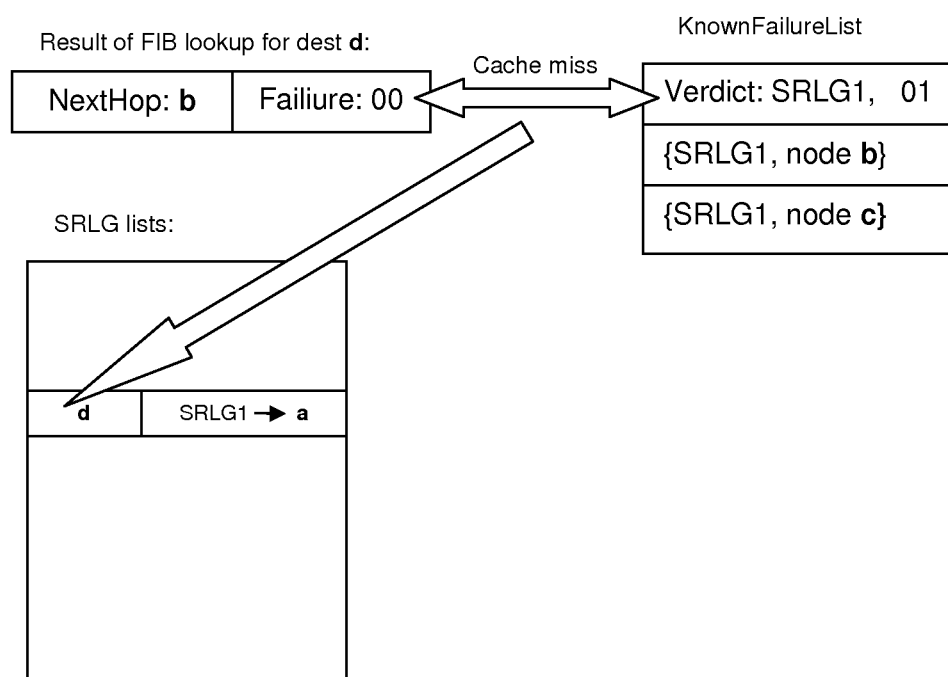 KnownFailureList
Result of FIB lookup for dest d:
Cache miss
NextHop: b
Failiure: 00
Verdict: SRLG1, 01
{SRLG1, node b}
{SRLG1, node c}
SRLG lists:
d
SRLG1 → a